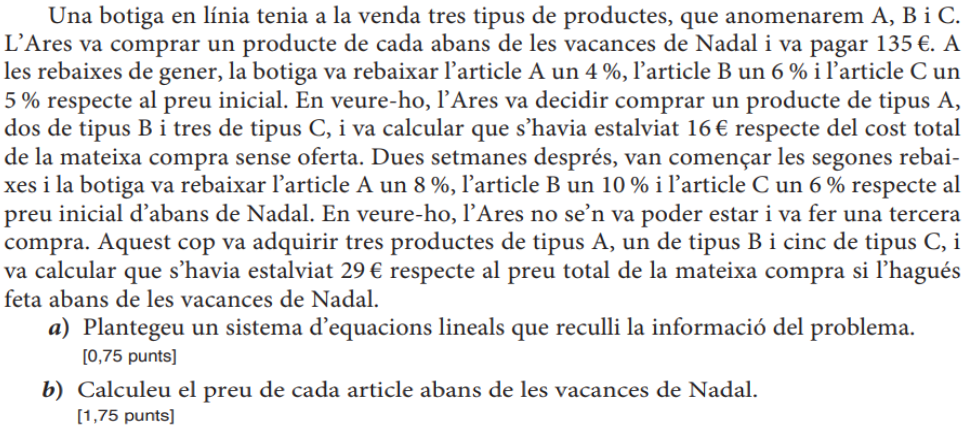 Una botiga en línia tenia a la venda tres tipus de productes, que anomenarem A, B i C.
L’Ares va comprar un producte de cada abans de les vacances de Nadal i va pagar 135 €. A
les rebaixes de gener, la botiga va rebaixar l’article A un 4 %, l’article B un 6 % i l’article C un
5 % respecte al preu inicial. En veure-ho, l’Ares va decidir comprar un producte de tipus A,
dos de tipus B i tres de tipus C, i va calcular que s’havia estalviat 16 € respecte del cost total
de la mateixa compra sense oferta. Dues setmanes després, van començar les segones rebai-
xes i la botiga va rebaixar l’article A un 8 %, l’article B un 10 % i l’article C un 6 % respecte al
preu inicial d’abans de Nadal. En veure-ho, l’Ares no se’n va poder estar i va fer una tercera
compra. Aquest cop va adquirir tres productes de tipus A, un de tipus B i cinc de tipus C, i
va calcular que s’havia estalviat 29 € respecte al preu total de la mateixa compra si l’hagués
feta abans de les vacances de Nadal.
a) Plantegeu un sistema d’equacions lineals que reculli la informació del problema.
[0,75 punts]
b) Calculeu el preu de cada article abans de les vacances de Nadal.
[1,75 punts]